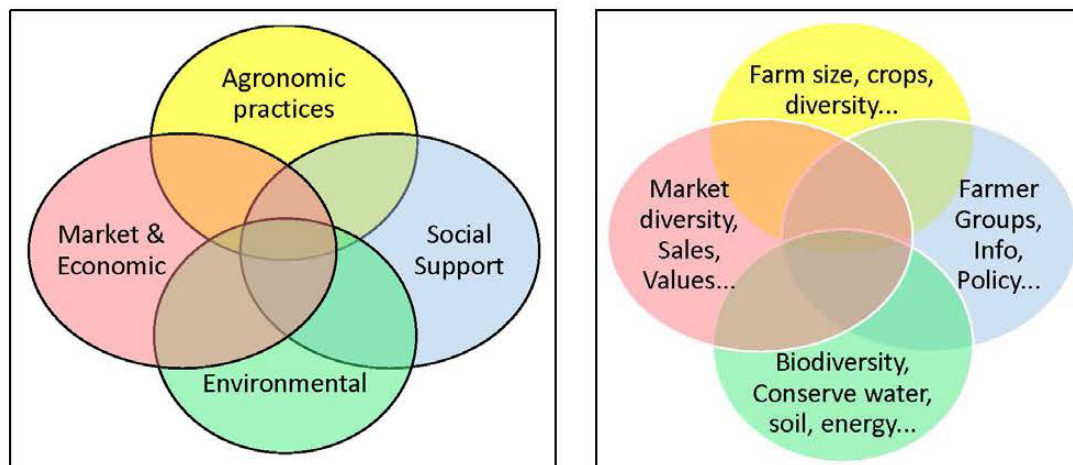 Agronomic
practices
Market &
Economic
Social
Support
Environmental
Farm size, crops,
diversity...
Market
diversity,
Sales,
Values...
Farmer
Groups,
Info,
Policy...
Biodiversity,
Conserve water,
soil, energy...